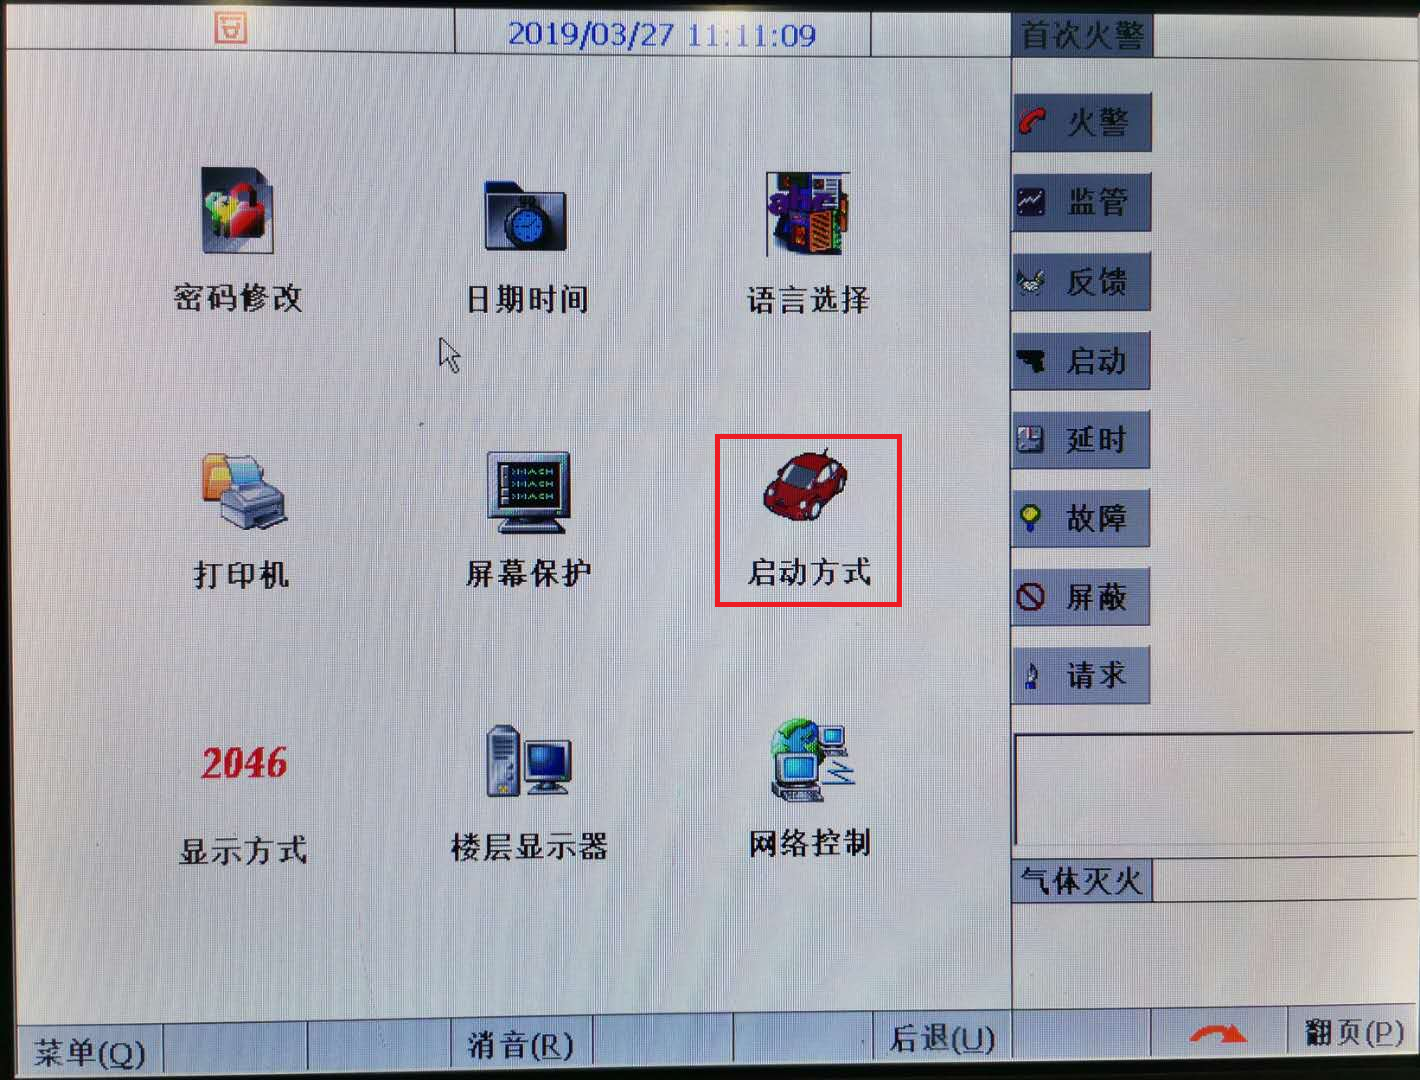 2019/03/27 11:11:09
首次火警
火警
监管
反馈
启动
延时
故障
屏蔽
请求
气体灭火
密码修改
日期时间
语言选择
打印机
屏幕保护
启动方式
2046
显示方式
楼层显示器
网络控制
菜单(Q)
消音(R)
后退(U)
翻页(P)